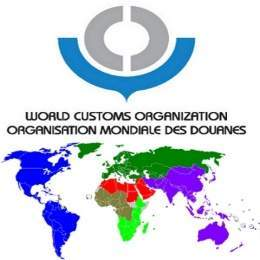 WORLD CUSTOMS ORGANIZATION
ORGANISATION MONDIALE DES DOUANES